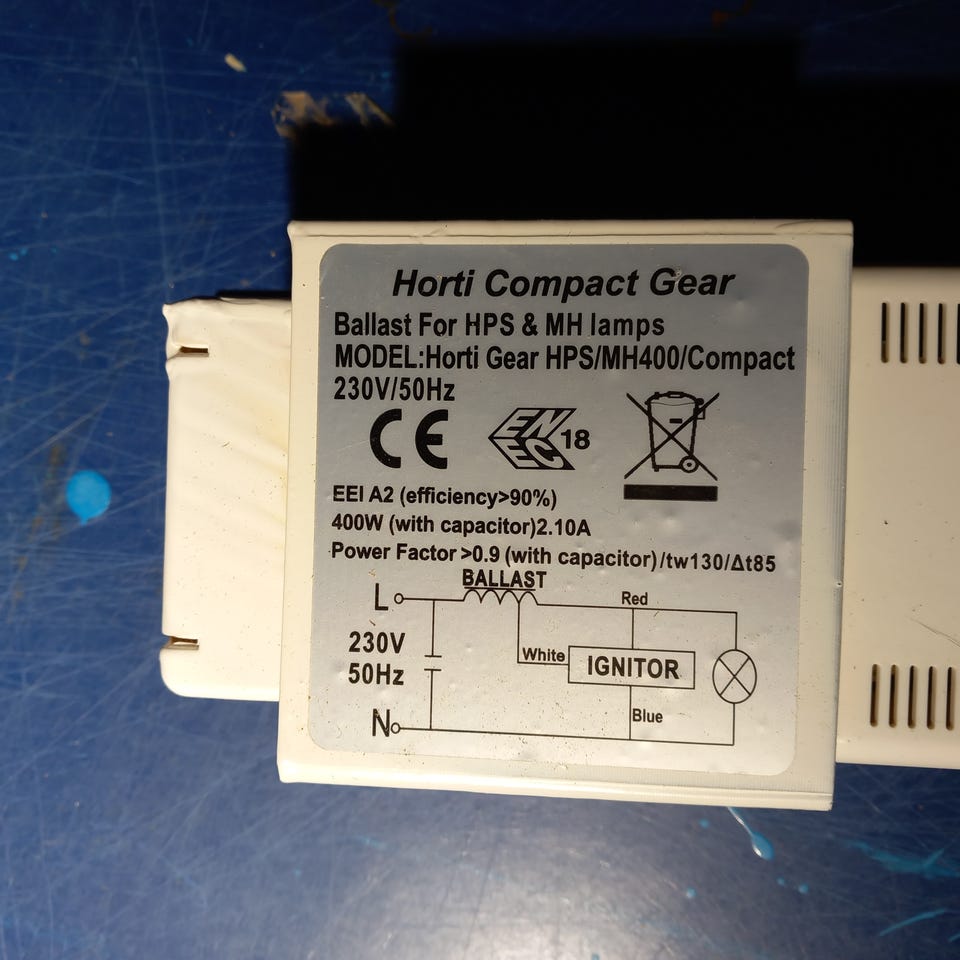 Horti Compact Gear
Ballast For HPS & MH lamps
MODEL:Horti Gear HPS/MH400/Compact
230V/50Hz
CE ENEC 18
EEI A2 (efficiency>90%)
400W (with capacitor)2.10A
Power Factor >0.9 (with capacitor)/tw130/Δt85
BALLAST
L
Red
230V
50Hz
White
IGNITOR
Blue
N